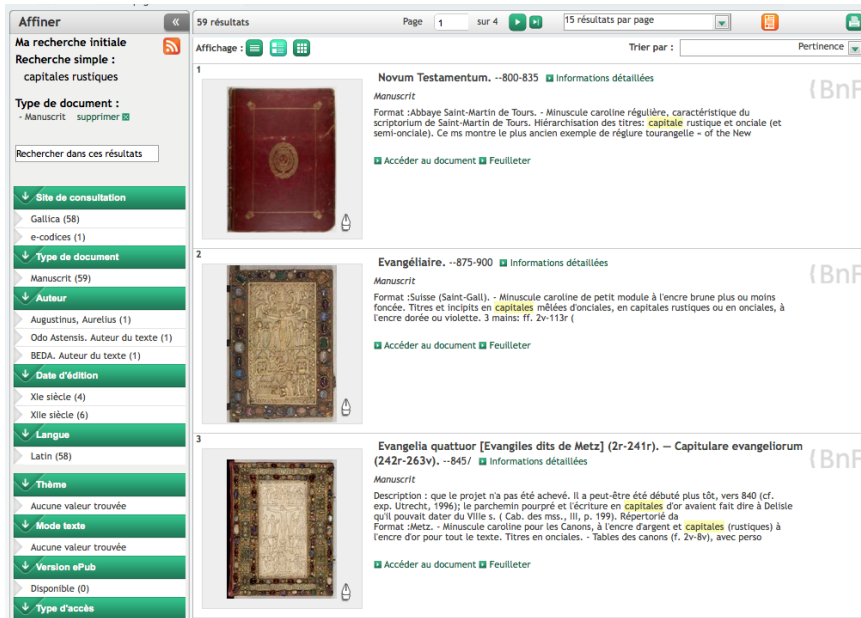 Affiner
«
Ma recherche initiale
Recherche simple :
capitales rustiques
Type de document :
- Manuscrit supprimer
Rechercher dans ces résultats
Site de consultation
Gallica (58)
e-codices (1)
Type de document
Manuscrit (59)
Auteur
Augustinus, Aurelius (1)
Odo Astensis. Auteur du texte (1)
BEDA. Auteur du texte (1)
Date d'édition
XIe siècle (4)
XIIe siècle (6)
Langue
Latin (58)
Thème
Aucune valeur trouvée
Mode texte
Aucune valeur trouvée
Version ePub
Disponible (0)
Type d'accès
59 résultats
Page 1 sur 4
15 résultats par page
Affichage :
Trier par : Pertinence
1
Novum Testamentum. --800-835 Informations détaillées
Manuscrit
Format :Abbaye Saint-Martin de Tours. - Minuscule caroline régulière, caractéristique du
scriptorium de Saint-Martin de Tours. Hiérarchisation des titres: capitale rustique et onciale (et
semi-onciale). Ce ms montre le plus ancien exemple de réglure tourangelle « of the New
Accéder au document Feuilleter
BnF
2
Evangéliaire. --875-900 Informations détaillées
Manuscrit
Format :Suisse (Saint-Gall). - Minuscule caroline de petit module à l'encre brune plus ou moins
foncée. Titres et incipits en capitales mêlées d'onciales, en capitales rustiques ou en onciales, à
l'encre dorée ou violette. 3 mains: ff. 2v-113r (
Accéder au document Feuilleter
BnF
3
Evangelia quattuor [Evangiles dits de Metz] (2r-241r). — Capitulare evangeliorum
(242r-263v). --845/ Informations détaillées
Manuscrit
Description : que le projet n'a pas été achevé. Il a peut-être été débuté plus tôt, vers 840 (cf.
exp. Utrecht, 1996); le parchemin pourpré et l'écriture en capitales d'or avaient fait dire à Delisle
qu'il pouvait dater du VIIIe s. ( Cab. des mss., III, p. 199). Répertorié da
Format :Metz. - Minuscule caroline pour les Canons, à l'encre d'argent et capitales (rustiques) à
l'encre d'or pour tout le texte. Titres en onciales. - Tables des canons (f. 2v-8v), avec perso
Accéder au document Feuilleter
BnF